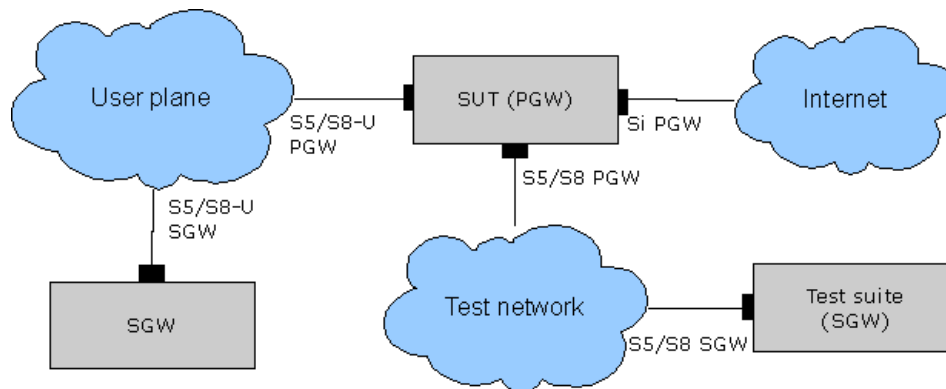 User plane
S5/S8-U
PGW
SUT (PGW)
Si PGW
Internet
S5/S8 PGW
S5/S8-U
SGW
SGW
Test network
S5/S8 SGW
Test suite
(SGW)